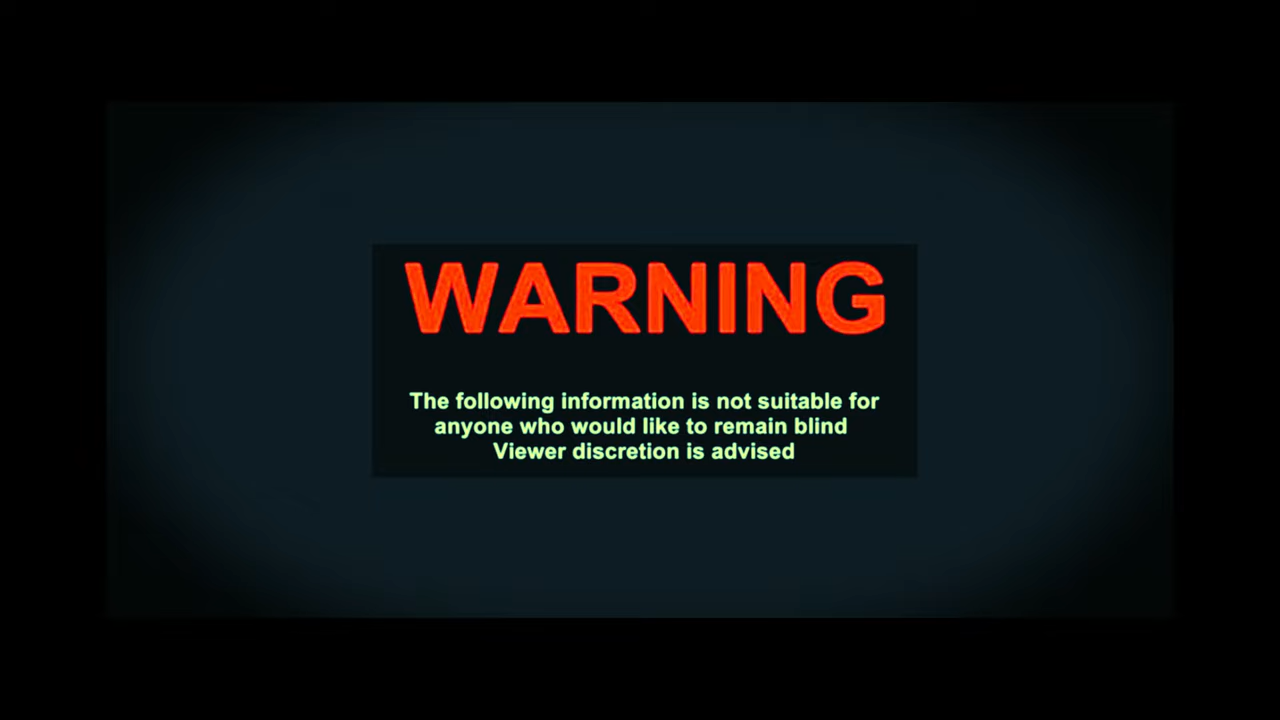 WARNING
The following information is not suitable for
anyone who would like to remain blind
Viewer discretion is advised